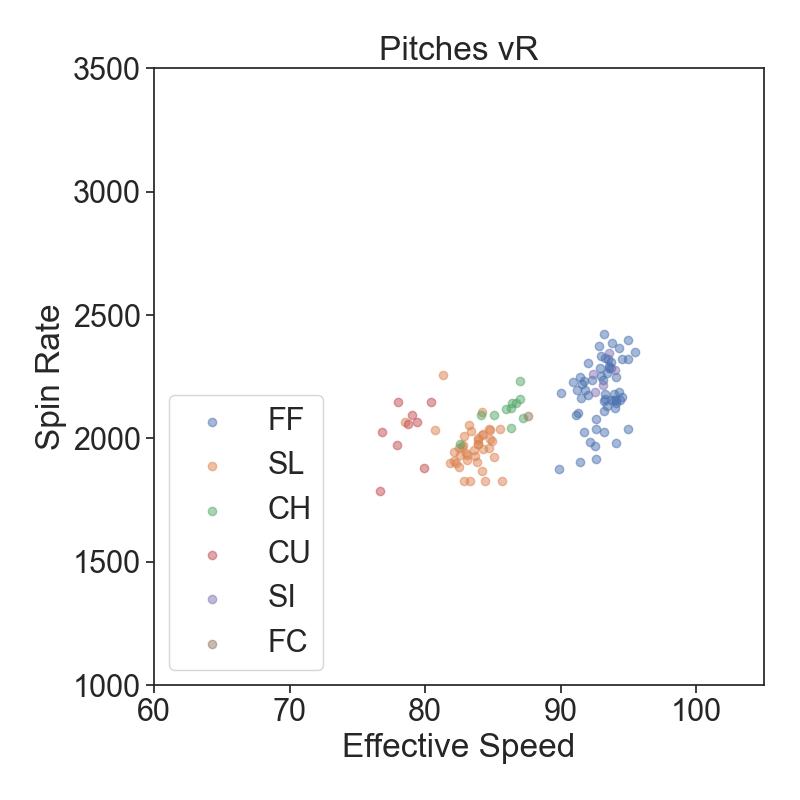 Pitches vR
3500
3000
2500
2000
1500
1000
Spin Rate
FF
SL
CH
CU
SI
FC
60 70 80 90 100
Effective Speed